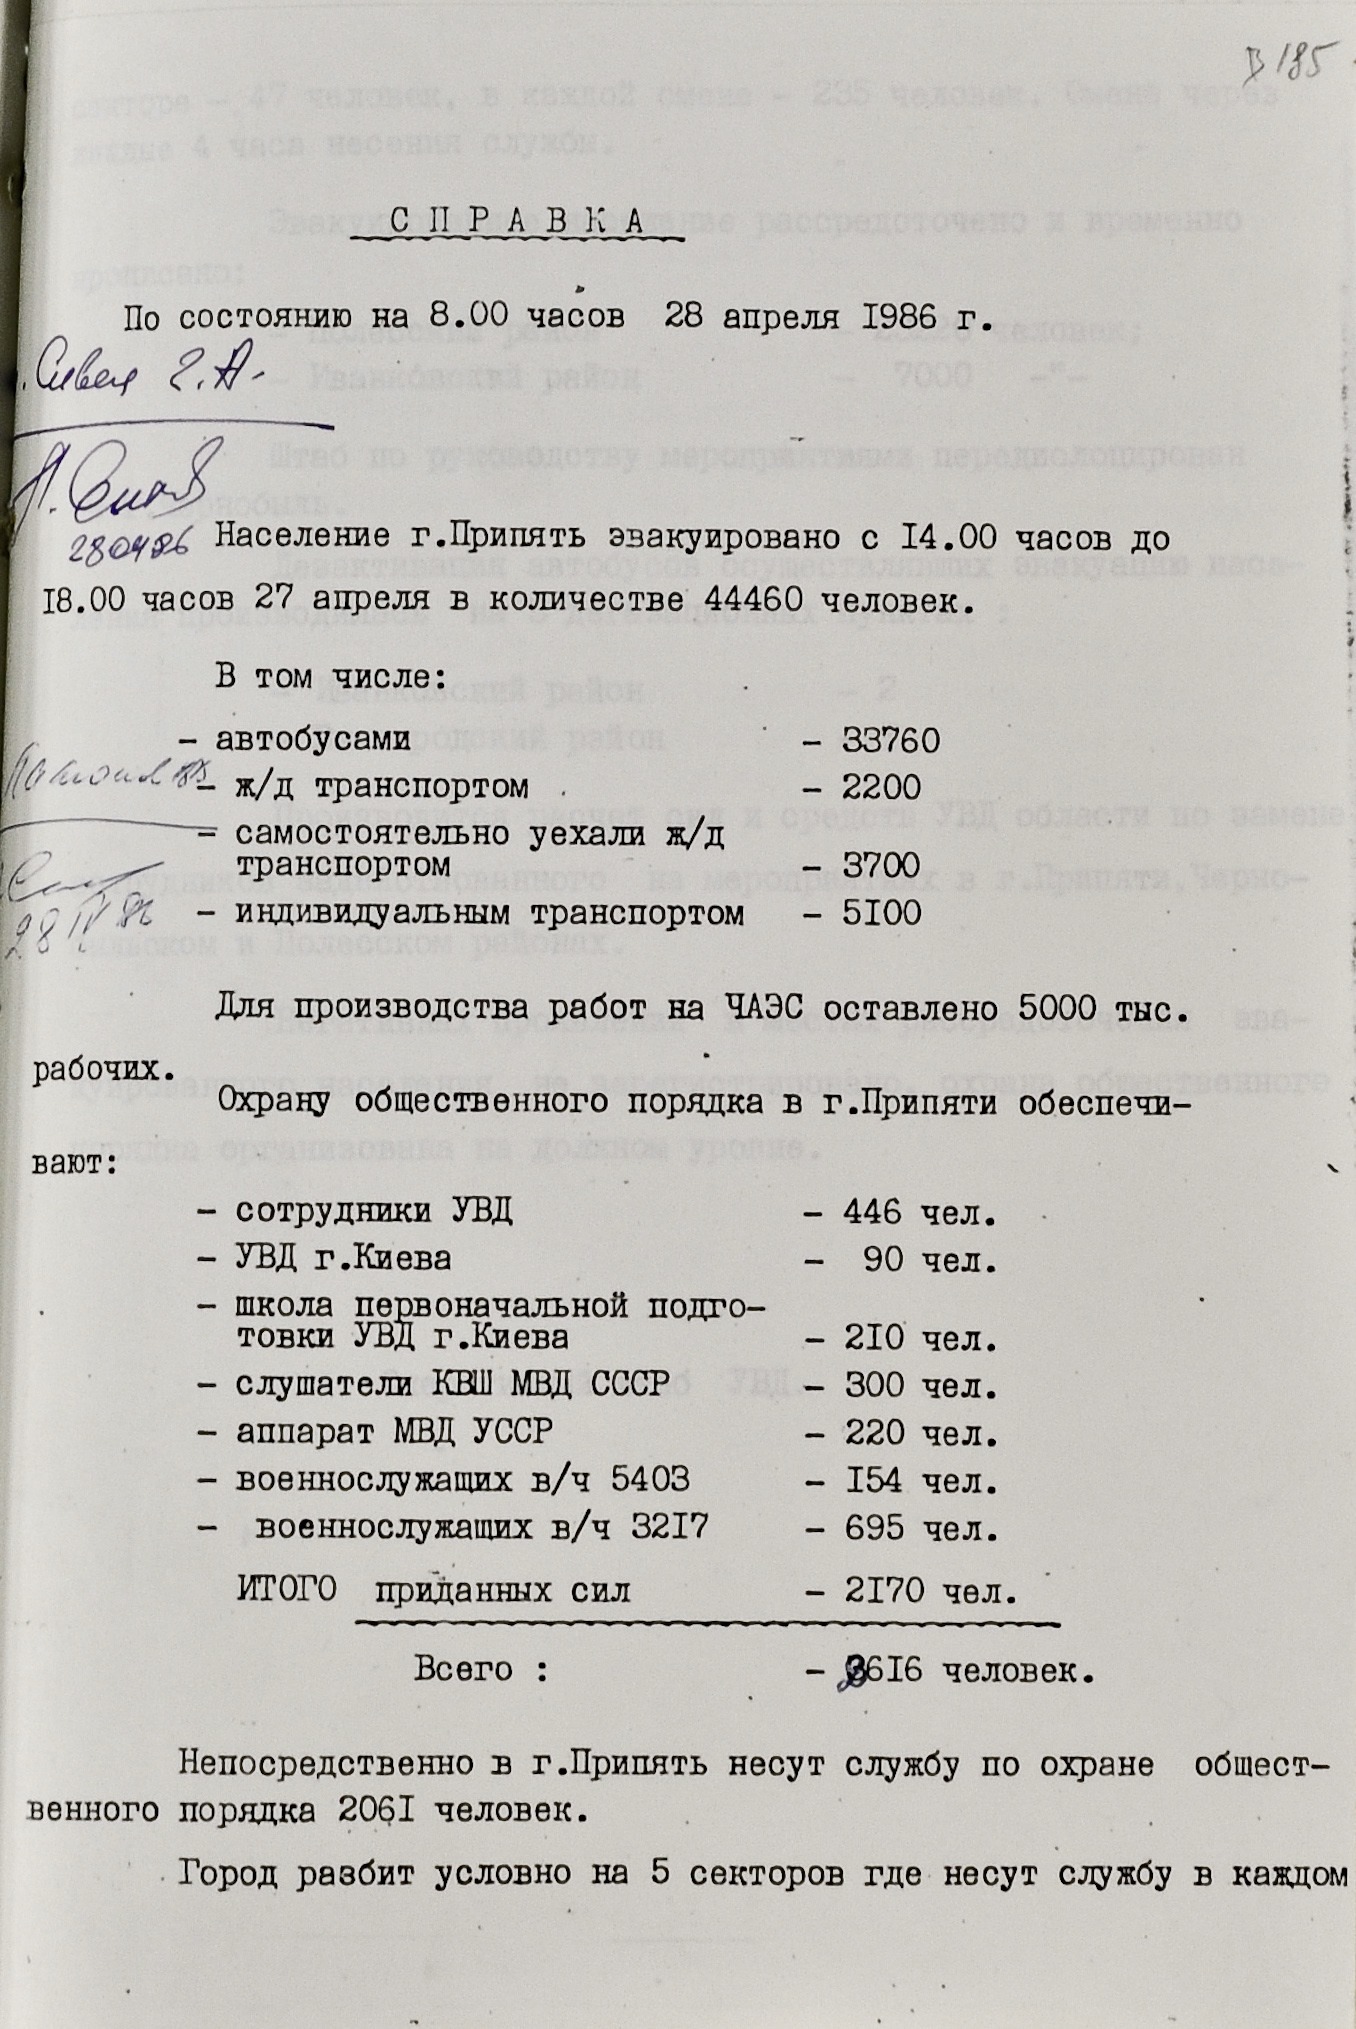 185
СПРАВКА
По состоянию на 8.00 часов 28 апреля 1986 г.
280486
Население г.Припять эвакуировано с 14.00 часов до
18.00 часов 27 апреля в количестве 44460 человек.
В том числе:
- автобусами - 33760
- ж/д транспортом - 2200
- самостоятельно уехали ж/д
транспортом - 3700
- индивидуальным транспортом - 5100
28 IV 86
Для производства работ на ЧАЭС оставлено 5000 тыс.
рабочих.
Охрану общественного порядка в г.Припяти обеспечи-
вают:
- сотрудники УВД - 446 чел.
- УВД г.Киева - 90 чел.
- школа первоначальной подго-
товки УВД г.Киева - 210 чел.
- слушатели КВШ МВД СССР - 300 чел.
- аппарат МВД УССР - 220 чел.
- военнослужащих в/ч 5403 - 154 чел.
- военнослужащих в/ч 3217 - 695 чел.
ИТОГО приданных сил - 2170 чел.
Всего : - 2616 человек.
Непосредственно в г.Припять несут службу по охране общест-
венного порядка 2061 человек.
Город разбит условно на 5 секторов где несут службу в каждом